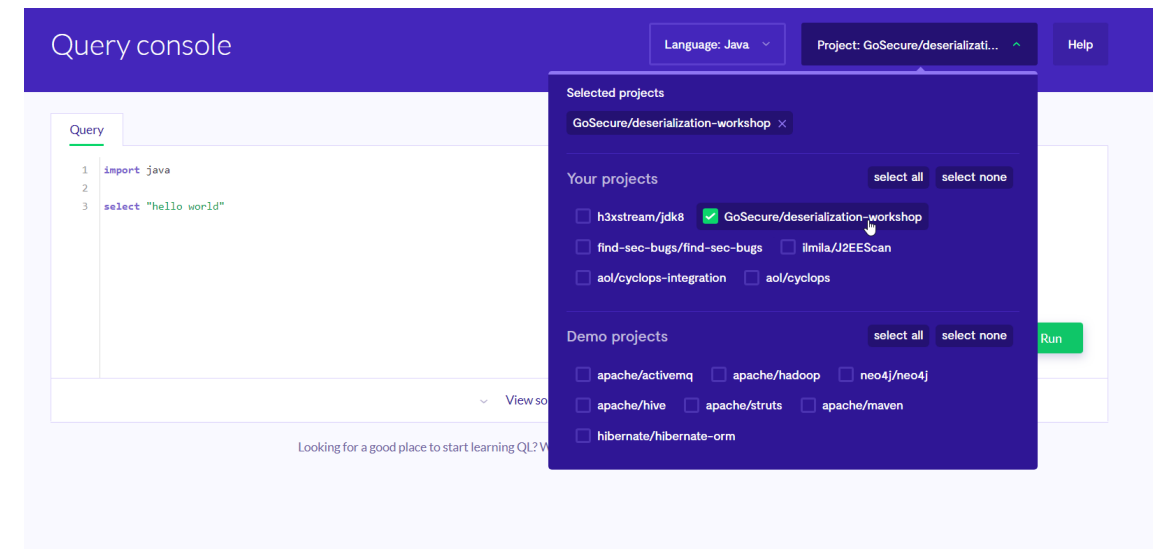 Query console
Language: Java
Project: GoSecure/deserializati...
Help
Selected projects
GoSecure/deserialization-workshop ×
Query
1 import java
2
3 select "hello world"
Your projects
select all select none
h3xstream/jdk8 GoSecure/deserialization-workshop
find-sec-bugs/find-sec-bugs ilmila/J2EEScan
aol/cyclops-integration aol/cyclops
Demo projects
select all select none
Run
apache/activemq apache/hadoop neo4j/neo4j
apache/hive apache/struts apache/maven
hibernate/hibernate-orm
View so
Looking for a good place to start learning QL? W